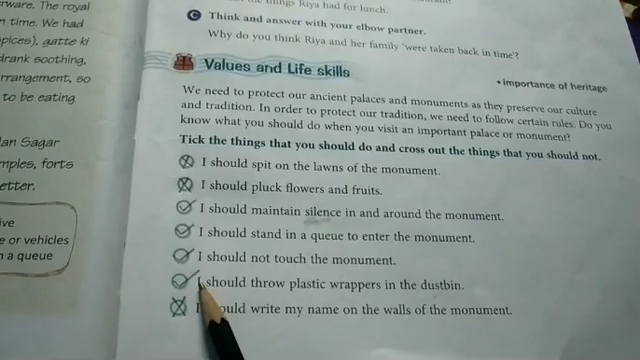 rware. The royal
n time. We had
pices), gatte ki
drank soothing,
rrangement, so
to be eating
lan Sagar
mples, forts
etter.
ive
e or vehicles
n a queue
the things Riya had for lunch.
C Think and answer with your elbow partner.
Why do you think Riya and her family 'were taken back in time'?
Values and Life skills
• importance of heritage
We need to protect our ancient palaces and monuments as they preserve our culture
and tradition. In order to protect our tradition, we need to follow certain rules. Do you
know what you should do when you visit an important palace or monument?
Tick the things that you should do and cross out the things that you should not.
I should spit on the lawns of the monument.
I should pluck flowers and fruits.
I should maintain silence in and around the monument.
I should stand in a queue to enter the monument.
I should not touch the monument.
I should throw plastic wrappers in the dustbin.
I ould write my name on the walls of the monument.